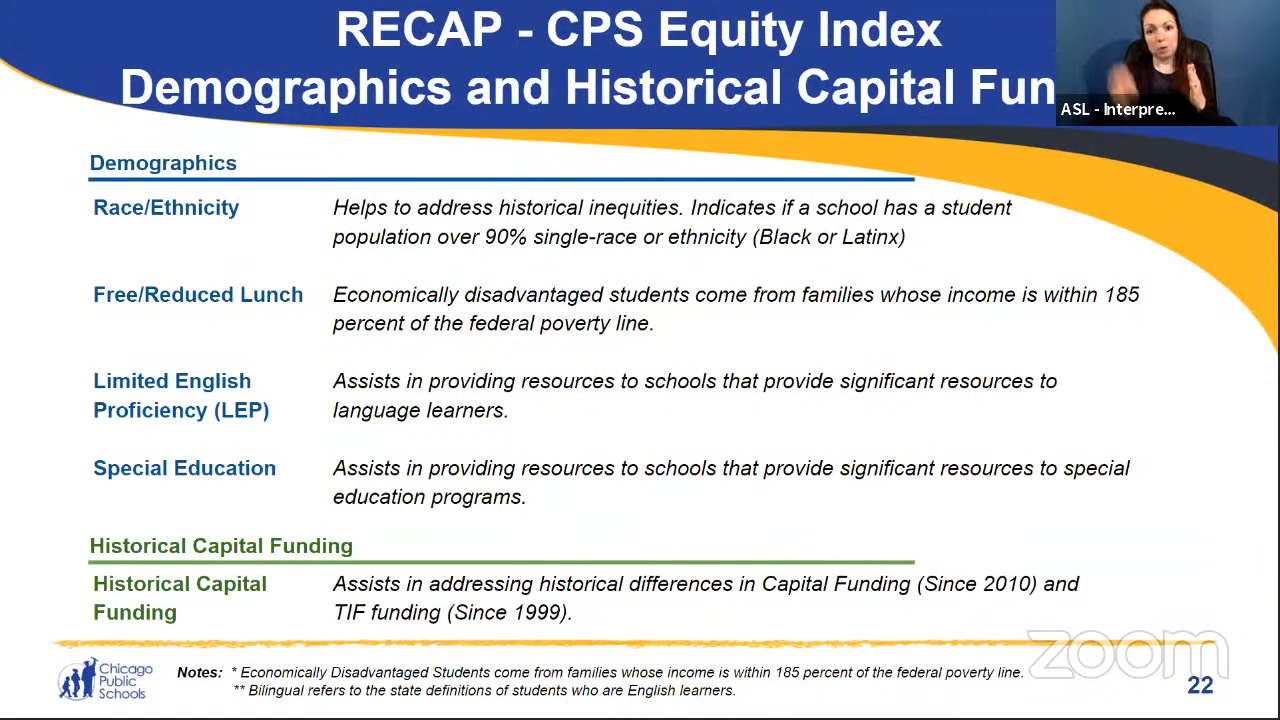 RECAP - CPS Equity Index
Demographics and Historical Capital Fun
ASL - Interpre...
Demographics
Race/Ethnicity
Helps to address historical inequities. Indicates if a school has a student
population over 90% single-race or ethnicity (Black or Latinx)
Free/Reduced Lunch
Economically disadvantaged students come from families whose income is within 185
percent of the federal poverty line.
Limited English
Proficiency (LEP)
Assists in providing resources to schools that provide significant resources to
language learners.
Special Education
Assists in providing resources to schools that provide significant resources to special
education programs.
Historical Capital Funding
Historical Capital
Funding
Assists in addressing historical differences in Capital Funding (Since 2010) and
TIF funding (Since 1999).
zoom
Chicago
Public
Schools
Notes: * Economically Disadvantaged Students come from families whose income is within 185 percent of the federal poverty line.
** Bilingual refers to the state definitions of students who are English learners.
22